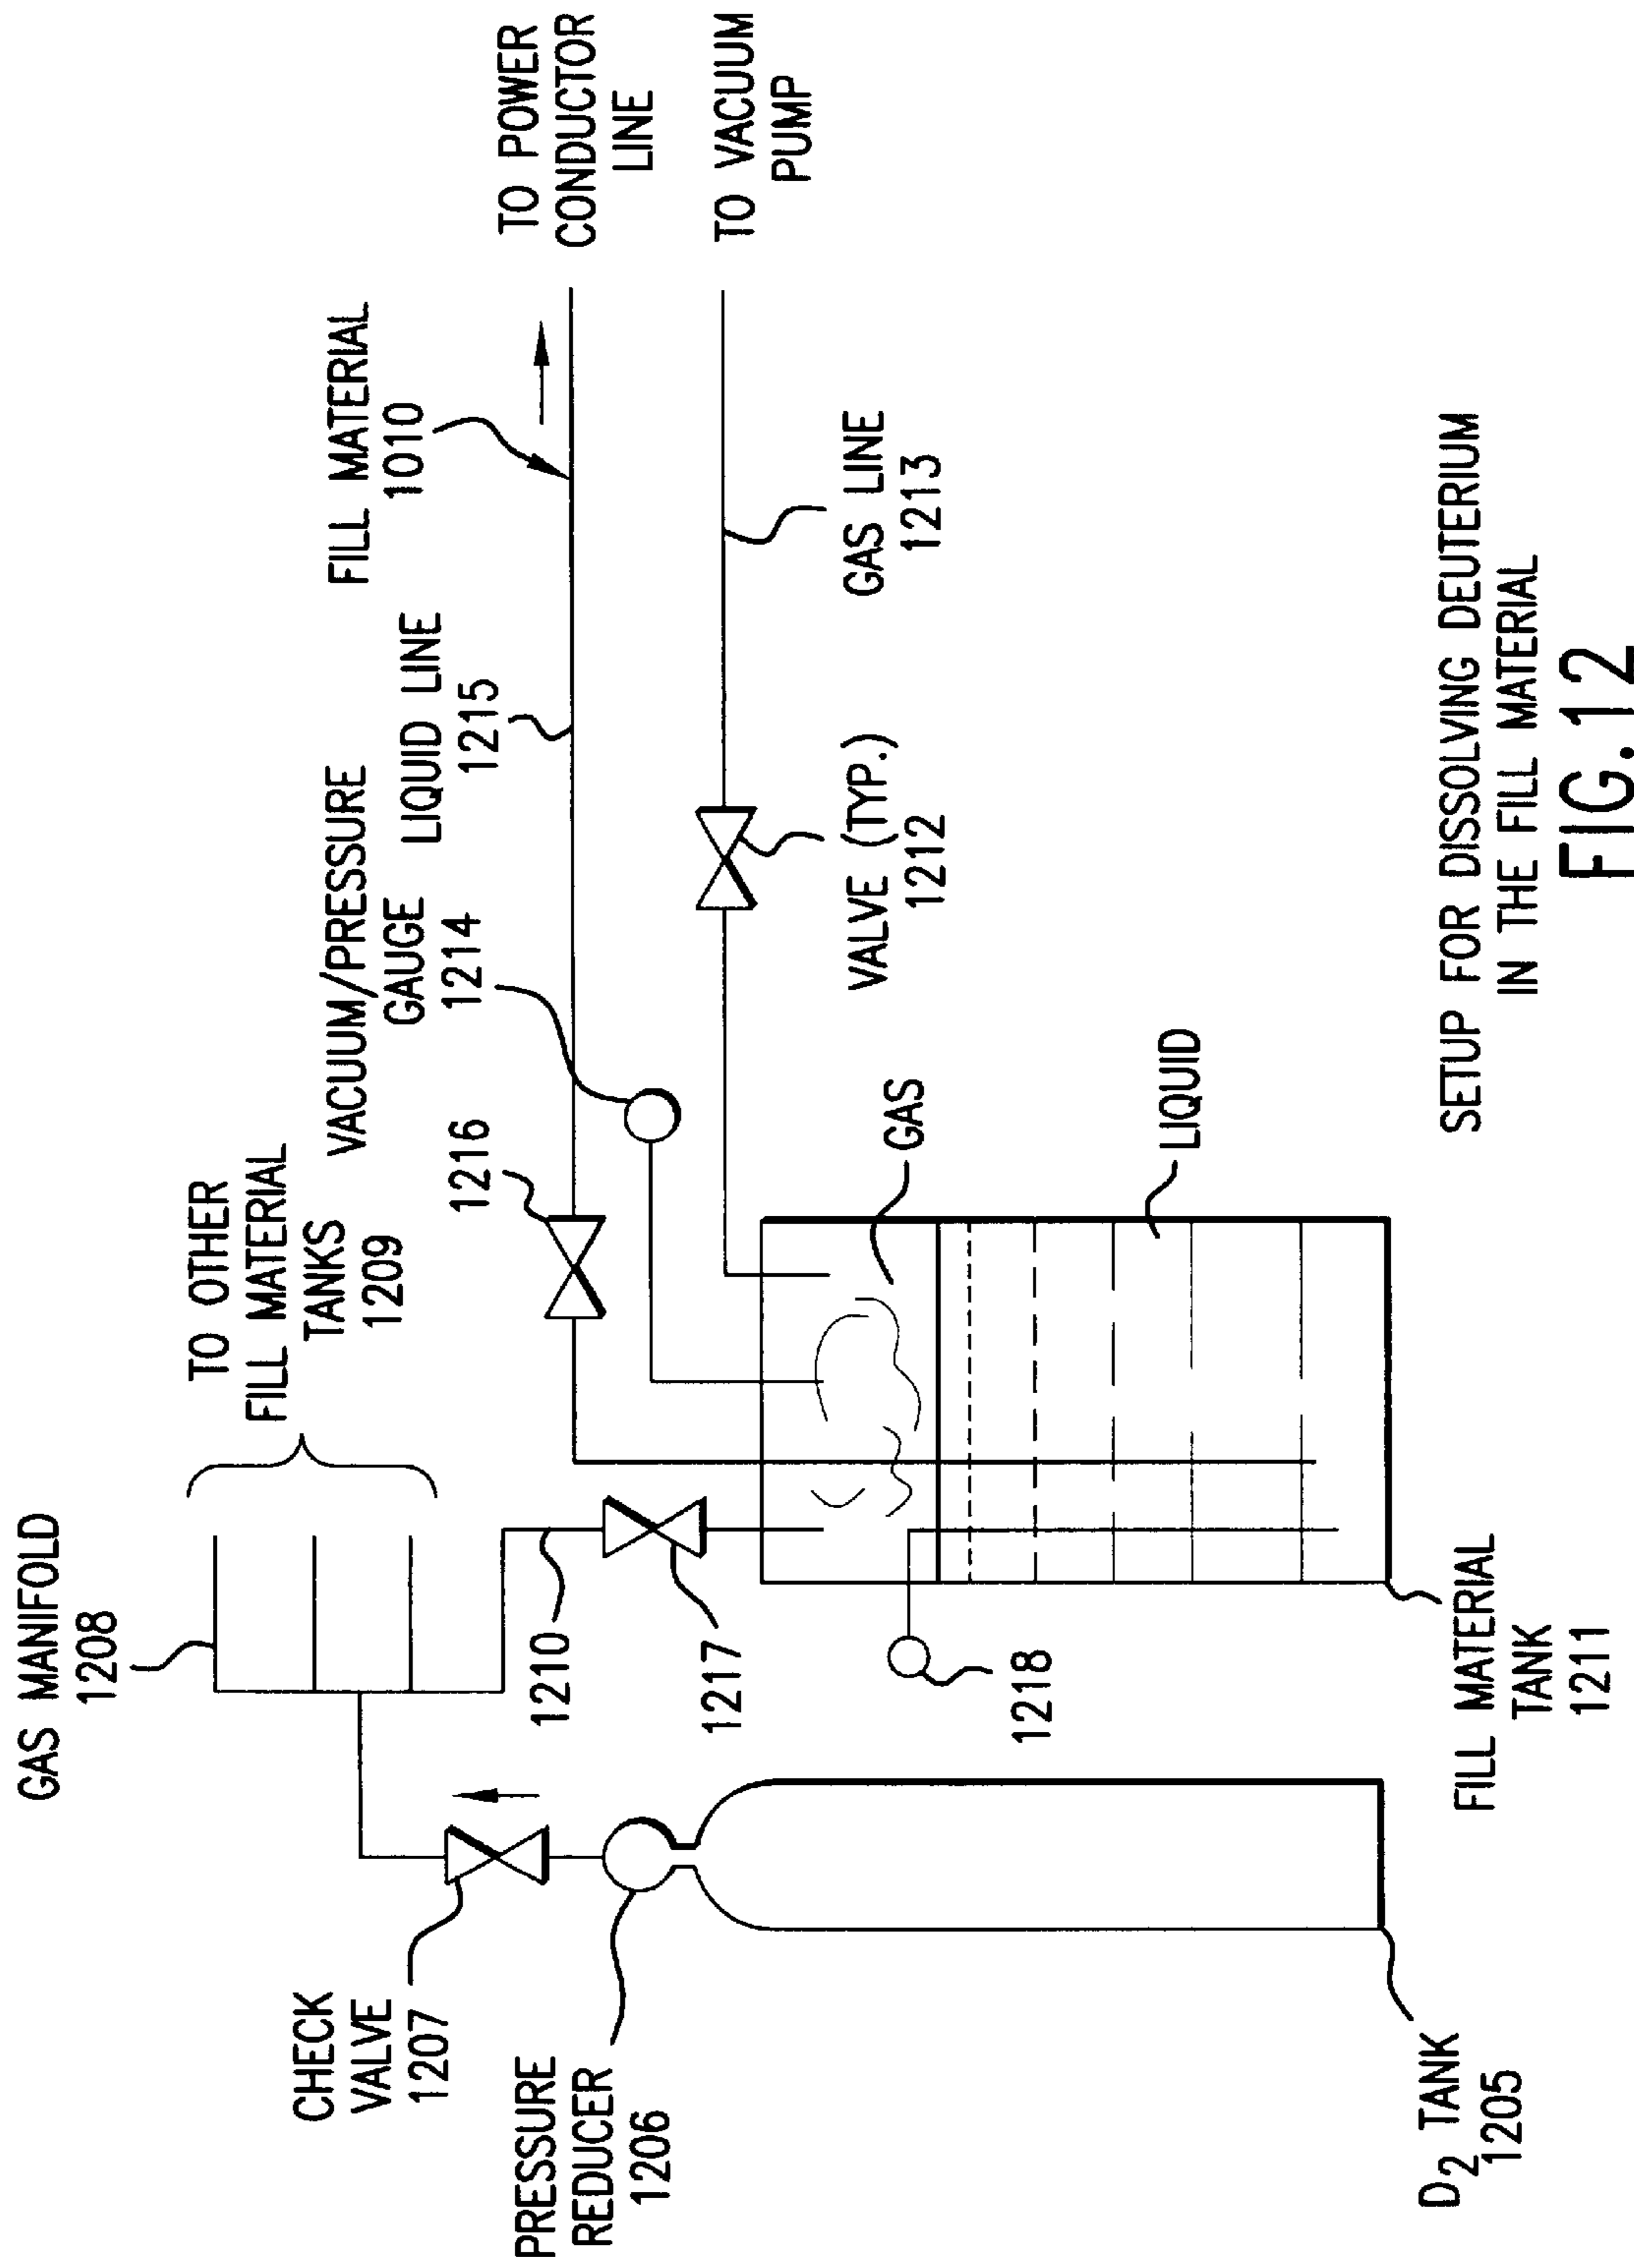 GAS MANIFOLD
1208
TO OTHER
FILL MATERIAL
TANKS
1209
CHECK
VALVE
1207
PRESSURE
REDUCER
1206
D2 TANK
1205
1210
1217
1218
1216
VACUUM/PRESSURE
GAUGE
1214
LIQUID LINE
1215
FILL MATERIAL
1010
TO POWER
CONDUCTOR
LINE
TO VACUUM
PUMP
GAS LINE
1213
VALVE (TYP.)
1212
GAS
LIQUID
FILL MATERIAL
TANK
1211
SETUP FOR DISSOLVING DEUTERIUM
IN THE FILL MATERIAL
FIG.12